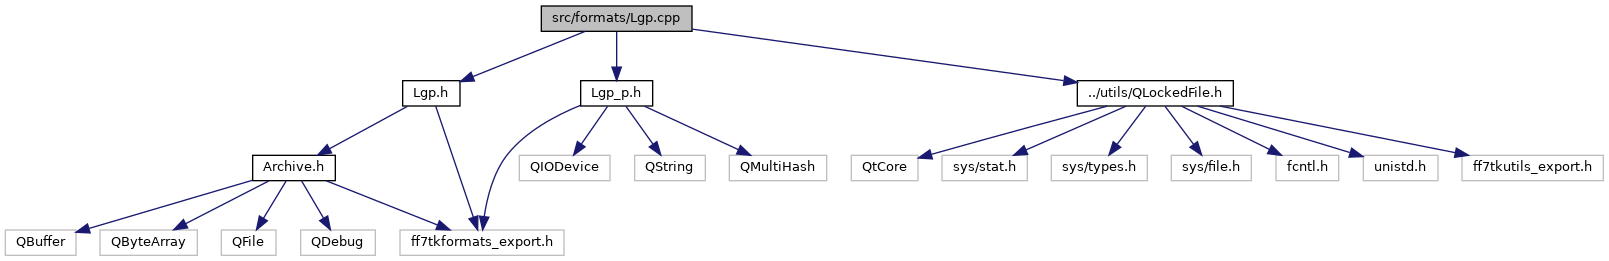 src/formats/Lgp.cpp
Lgp.h
Lgp_p.h
../utils/QLockedFile.h
Archive.h
QIODevice
QString
QMultiHash
QtCore
sys/stat.h
sys/types.h
sys/file.h
fcntl.h
unistd.h
ff7tkutils_export.h
QBuffer
QByteArray
QFile
QDebug
ff7tkformats_export.h